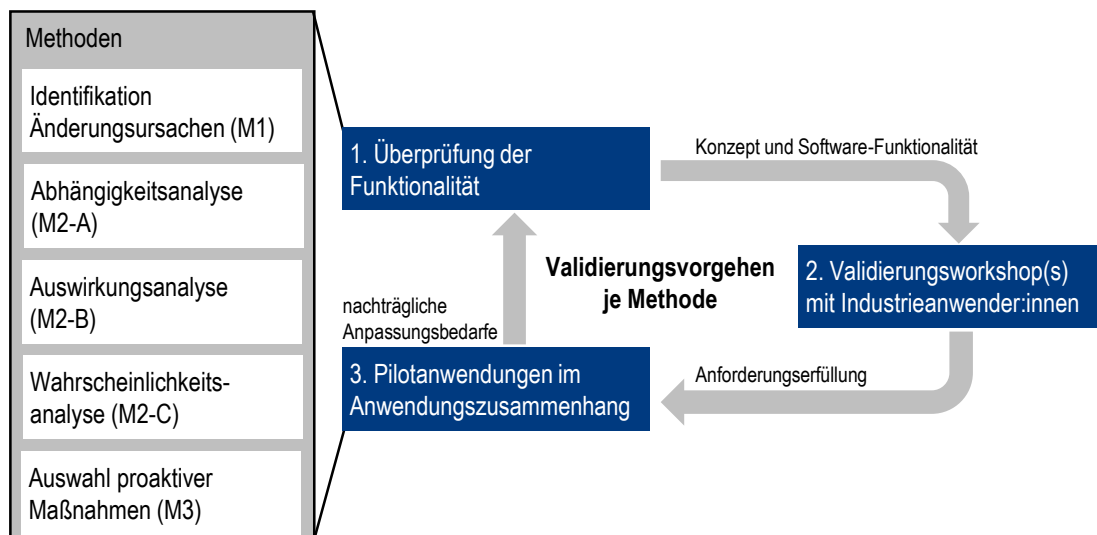 Methoden
Identifikation
Änderungsursachen (M1)
Abhängigkeitsanalyse
(M2-A)
Auswirkungsanalyse
(M2-B)
Wahrscheinlichkeits-
analyse (M2-C)
Auswahl proaktiver
Maßnahmen (M3)
1. Überprüfung der
Funktionalität
Konzept und Software-Funktionalität
2. Validierungsworkshop(s)
mit Industrieanwender:innen
Validierungsvorgehen
je Methode
Anforderungserfüllung
3. Pilotanwendungen im
Anwendungszusammenhang
nachträgliche
Anpassungsbedarfe